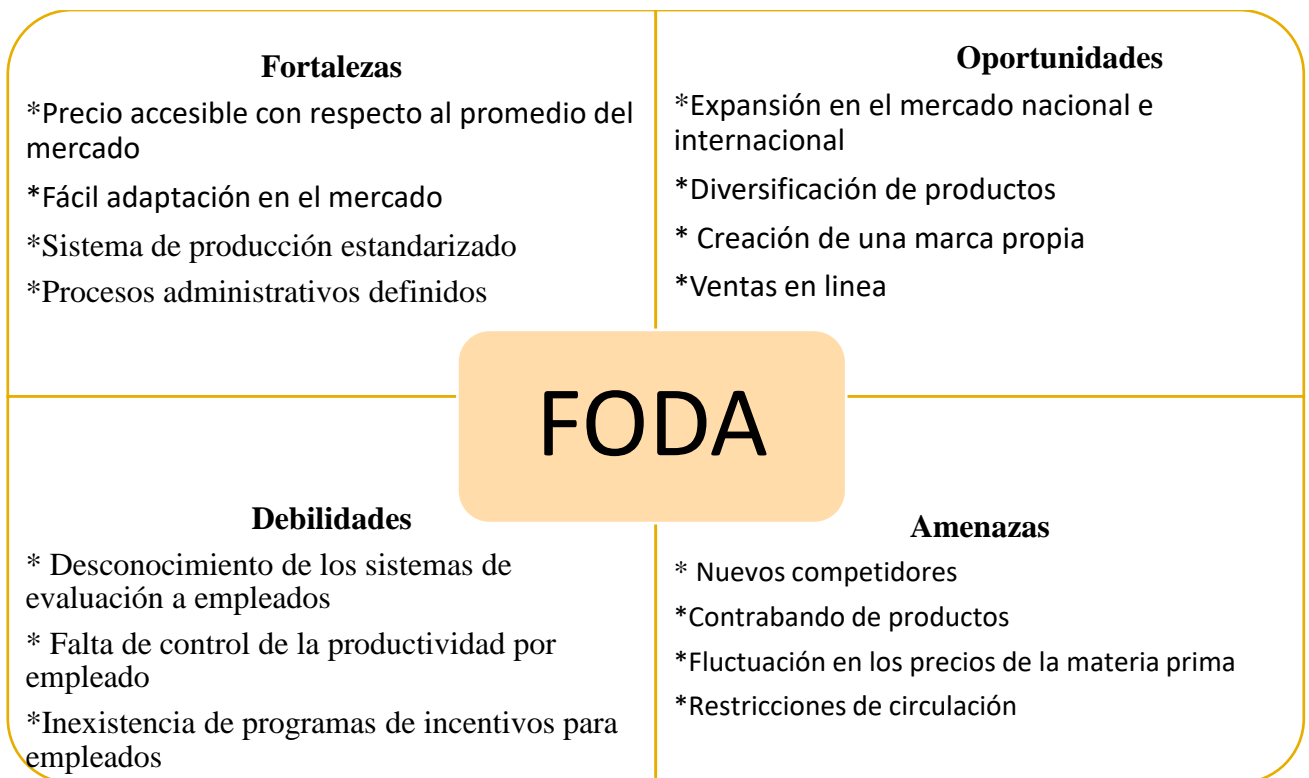 Fortalezas
*Precio accesible con respecto al promedio del
mercado
*Fácil adaptación en el mercado
*Sistema de producción estandarizado
*Procesos administrativos definidos
Oportunidades
*Expansión en el mercado nacional e
internacional
*Diversificación de productos
* Creación de una marca propia
*Ventas en linea
FODA
Debilidades
* Desconocimiento de los sistemas de
evaluación a empleados
* Falta de control de la productividad por
empleado
*Inexistencia de programas de incentivos para
empleados
Amenazas
* Nuevos competidores
*Contrabando de productos
*Fluctuación en los precios de la materia prima
*Restricciones de circulación